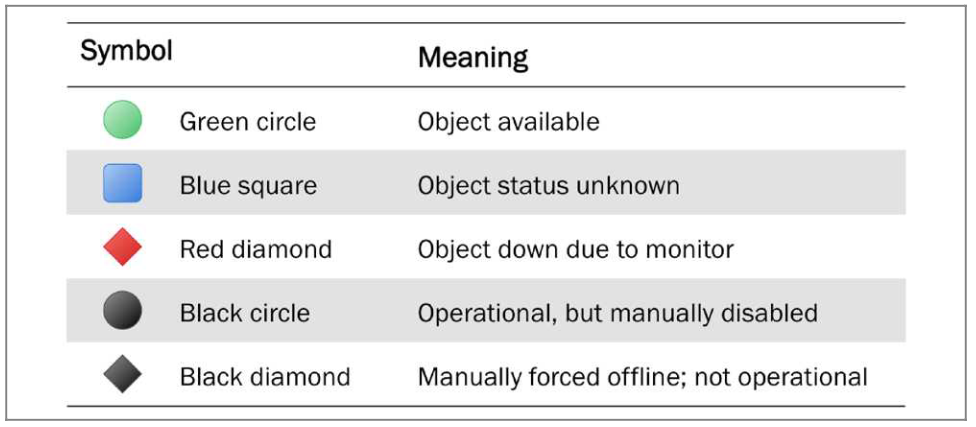 Symbol Meaning
Green circle Object available
Blue square Object status unknown
Red diamond Object down due to monitor
Black circle Operational, but manually disabled
Black diamond Manually forced offline; not operational